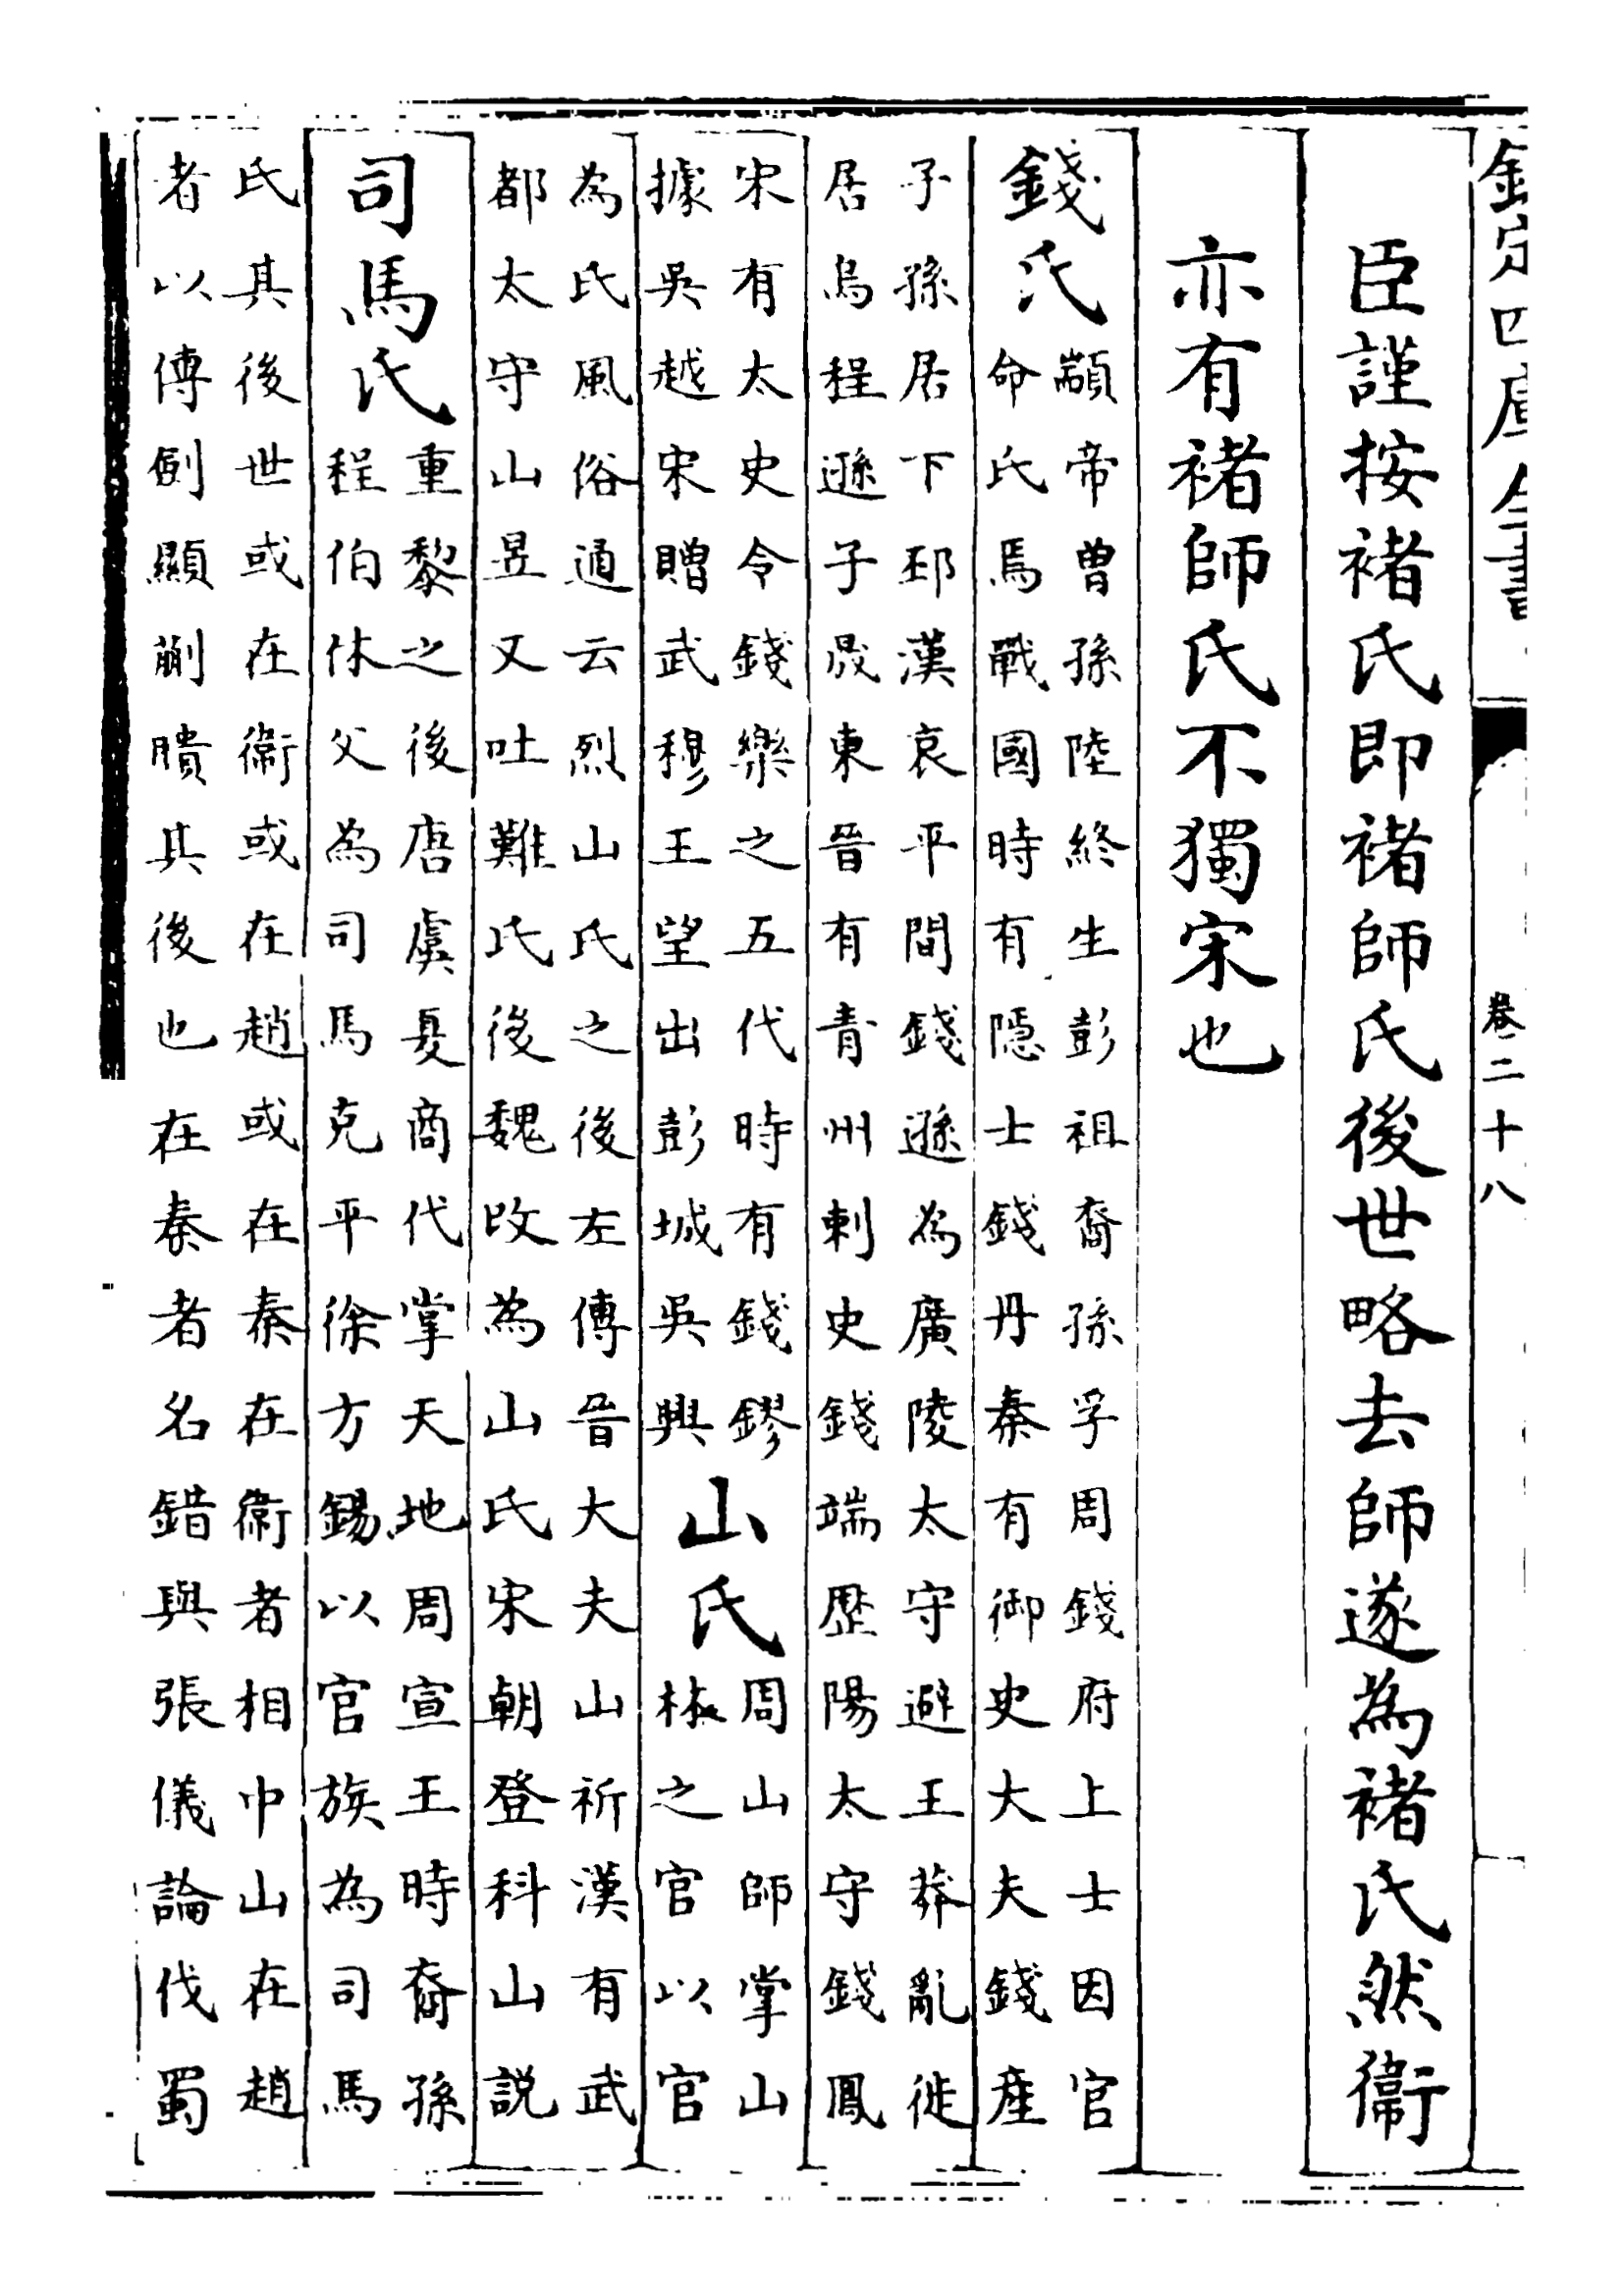 欽定四庫全書
卷二十八
臣謹按褚氏即褚師氏後世略去師遂為褚氏然衞
亦有褚師氏不獨宋也
錢氏
顓帝曽孫陸終生彭祖裔孫孚周錢府上士因官
命氏焉戰國時有隱士錢丹秦有御史大夫錢產
子孫居下邳漢哀平間錢遜為廣陵太守避王莽亂徙
居烏程遜子晟東晉有青州刺史錢端歴陽太守錢鳳
宋有太史令錢樂之五代時有錢鏐
據吳越宋贈武穆王望出彭城吳興
山氏
周山師掌山
林之官以官
為氏風俗通云烈山氏之後左傳晉大夫山祈漢有武
都太守山昱又吐難氏後魏改為山氏宋朝登科山説
司馬氏
重黎之後唐虞夏商代掌天地周宣王時裔孫
程伯休父為司馬克平徐方錫以官族為司馬
氏其後世或在衞或在趙或在秦在衞者相中山在趙
者以傳劍顯蒯聵其後也在秦者名錯與張儀論伐蜀